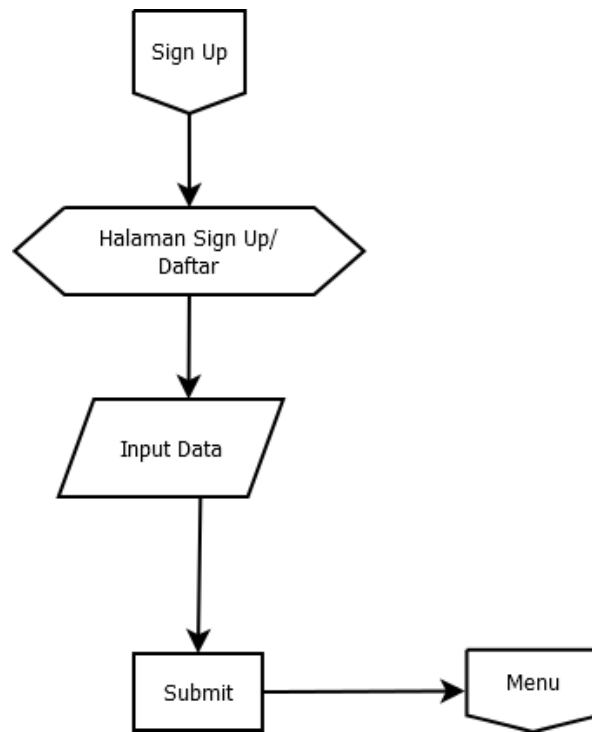 Sign Up
Halaman Sign Up/
Daftar
Input Data
Submit
Menu